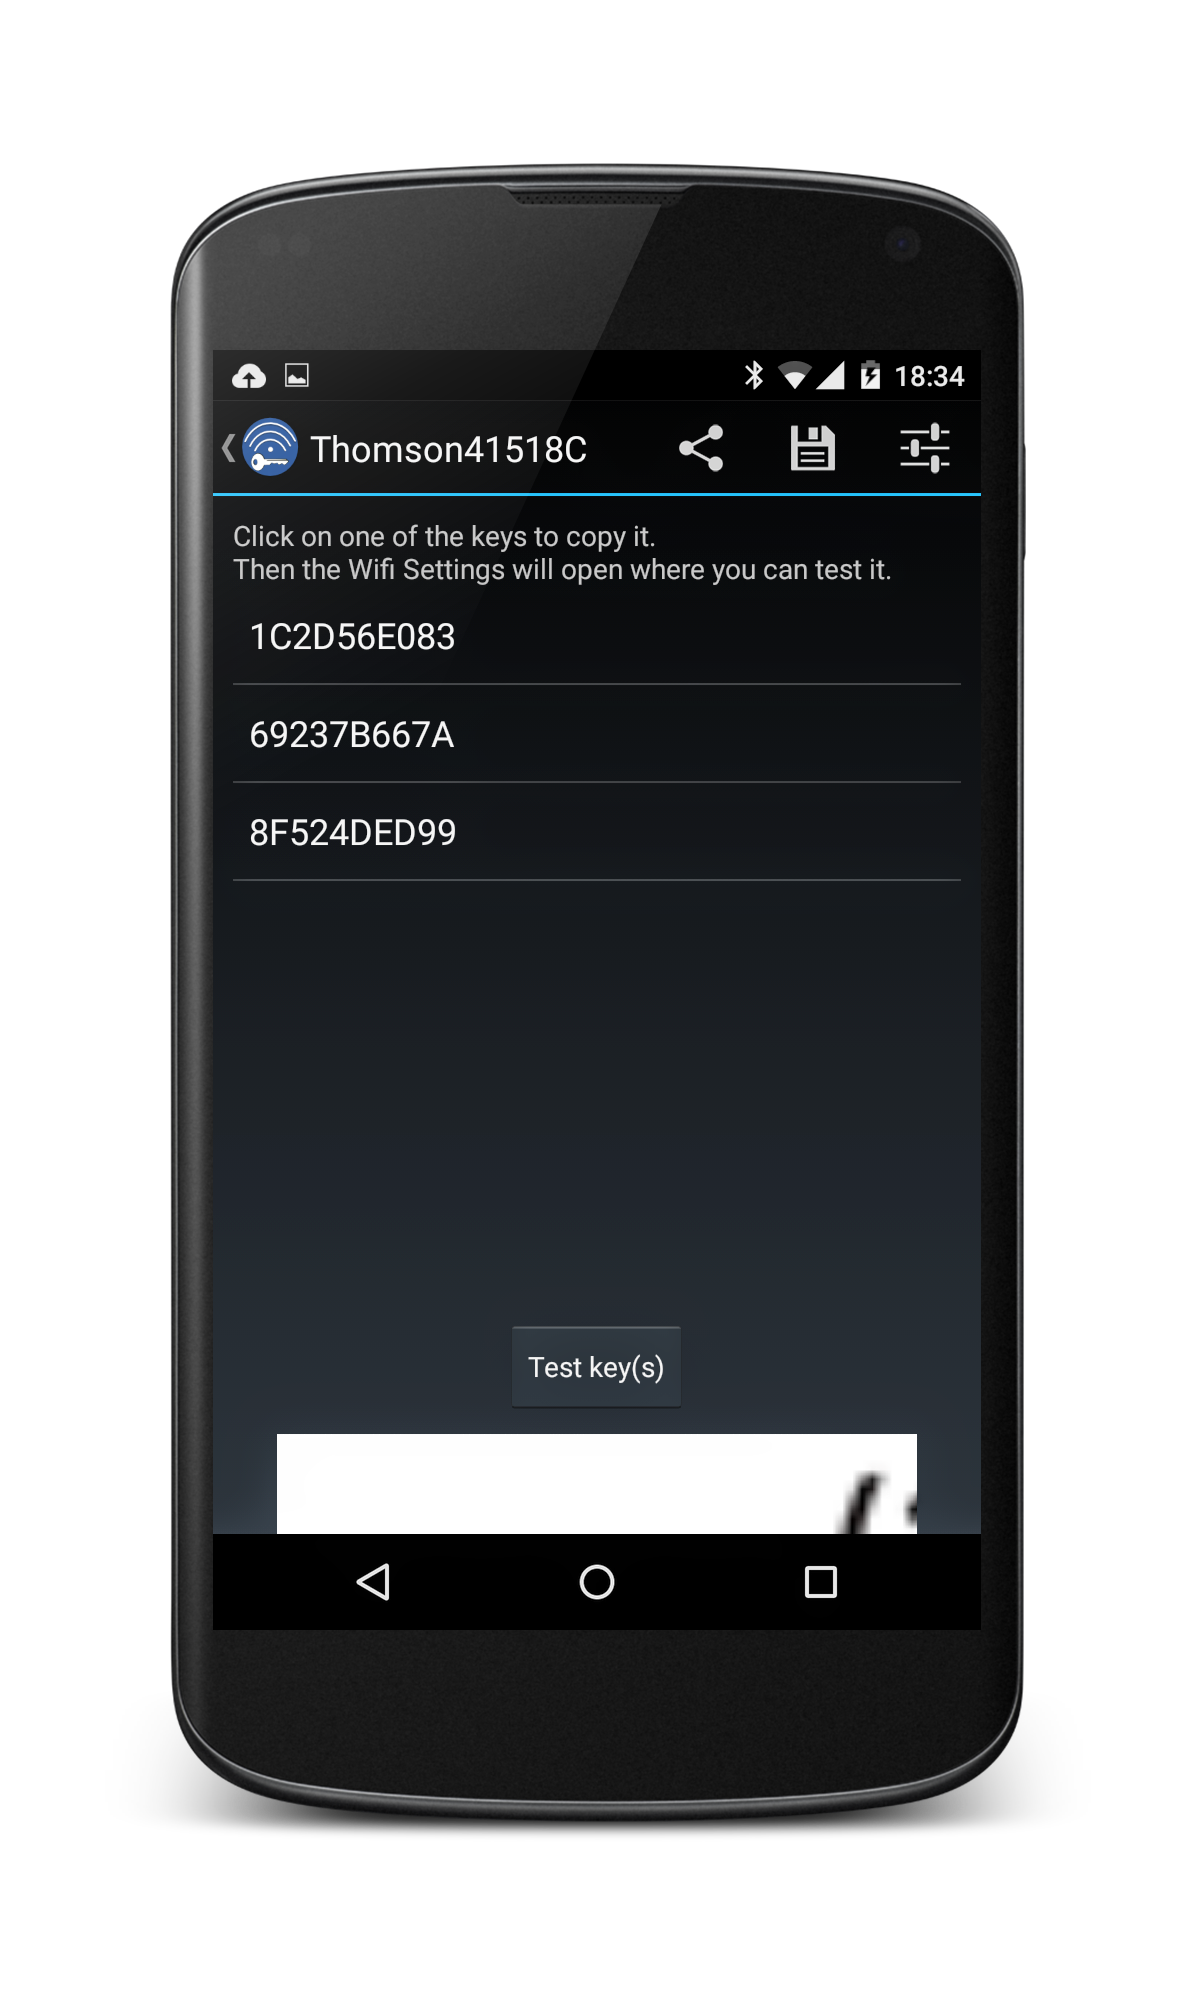 18:34
Thomson41518C
Click on one of the keys to copy it.
Then the Wifi Settings will open where you can test it.
1C2D56E083
69237B667A
8F524DED99
Test key(s)